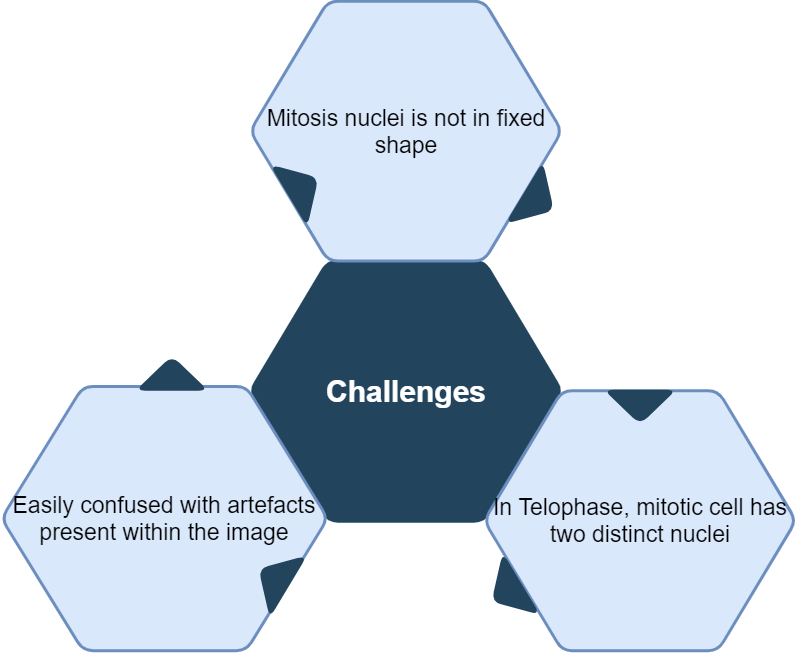 Mitosis nuclei is not in fixed
shape
Challenges
Easily confused with artefacts
present within the image
In Telophase, mitotic cell has
two distinct nuclei